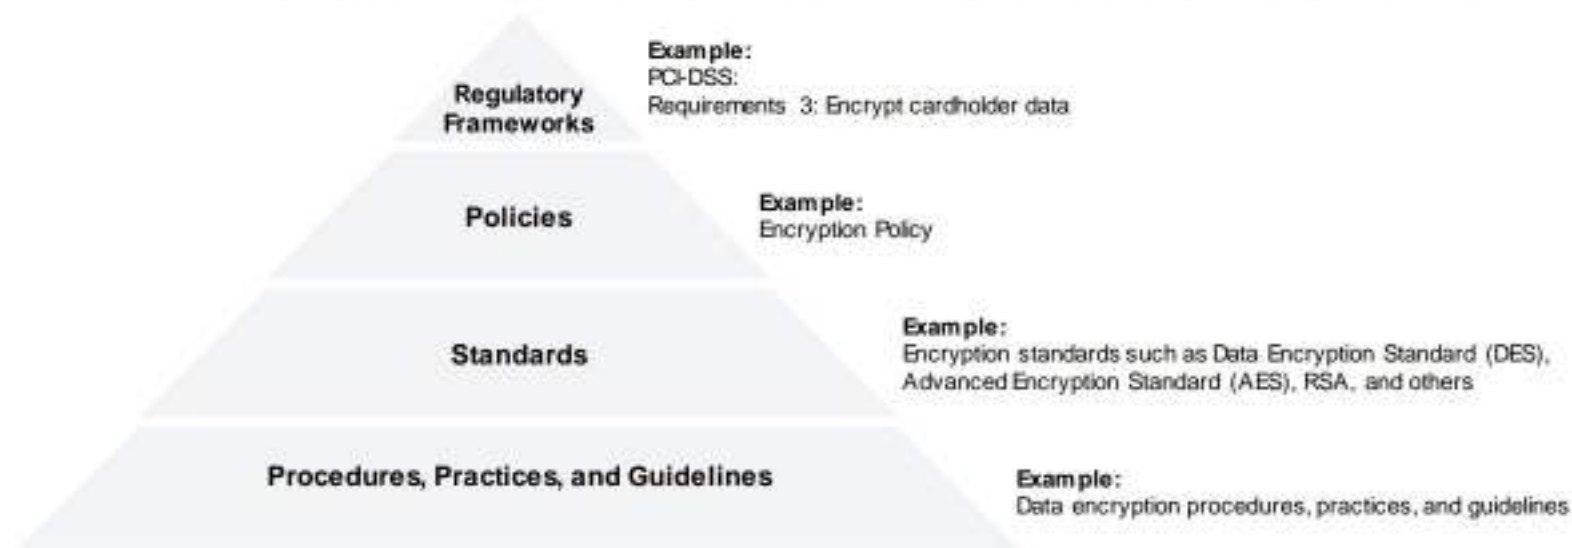 Regulatory
Frameworks
Example:
PCI-DSS:
Requirements 3: Encrypt cardholder data
Policies
Example:
Encryption Policy
Standards
Example:
Encryption standards such as Data Encryption Standard (DES),
Advanced Encryption Standard (AES), RSA, and others
Procedures, Practices, and Guidelines
Example:
Data encryption procedures, practices, and guidelines